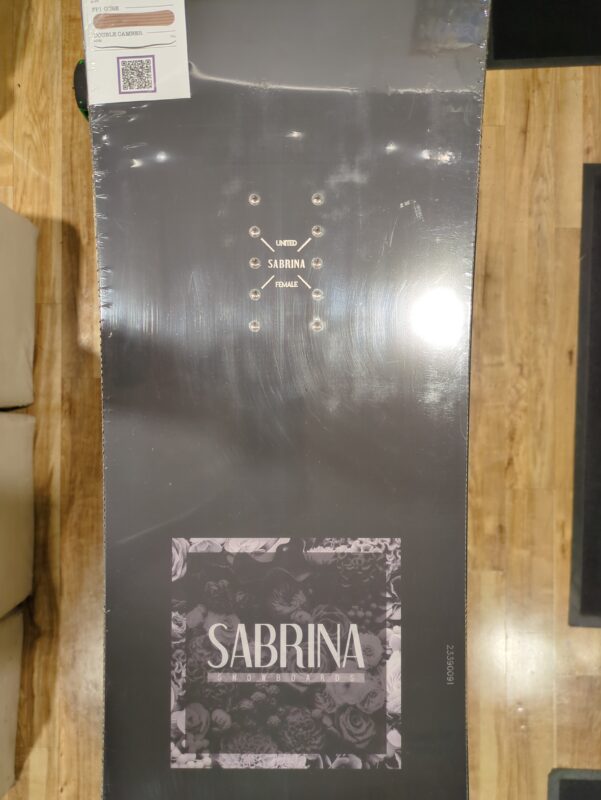 DOUBLE CAMBER
UNITED
SABRINA
FEMALE
SABRINA
SNOWBOARDS
23390091